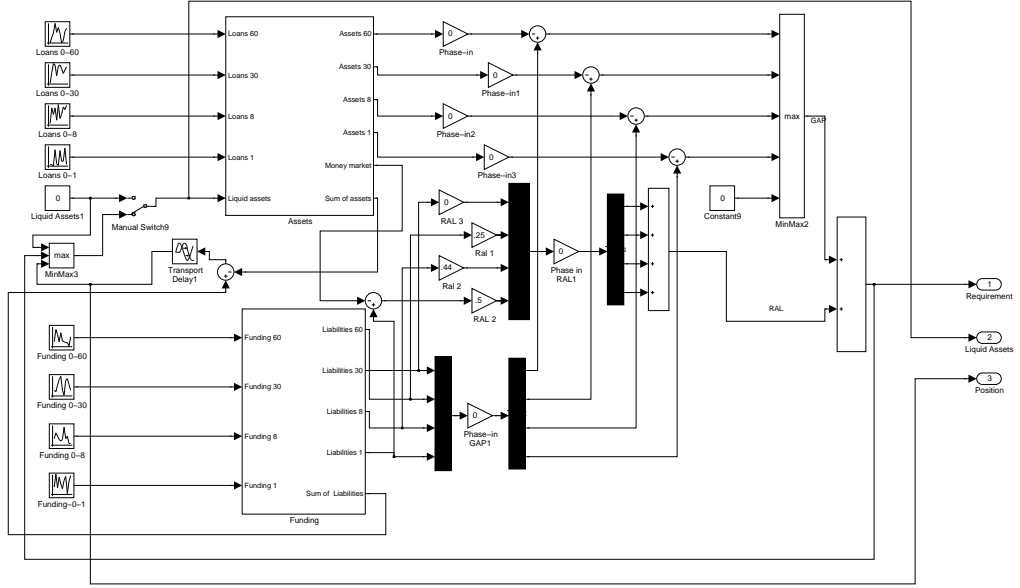 Loans 0–60
Loans 0–30
Loans 0–8
Loans 0–1
0
Liquid Assets1
Manual Switch9
max
MinMax3
Transport
Delay1
Loans 60
Loans 30
Loans 8
Loans 1
Liquid assets
Assets 60
Assets 30
Assets 8
Assets 1
Money market
Sum of assets
Assets
0
Phase–in
0
Phase–in1
0
Phase–in2
0
Phase–in3
0
RAL 3
.25
Ral 1
.44
Ral 2
.5
RAL 2
0
Phase in
RAL1
0
Constant9
max
MinMax2
GAP
RAL
1
Requirement
2
Liquid Assets
3
Position
Funding 0–60
Funding 0–30
Funding 0–8
Funding–0–1
Funding 60
Funding 30
Funding 8
Funding 1
Liabilities 60
Liabilities 30
Liabilities 8
Liabilities 1
Sum of Liabilities
Funding
0
Phase–in
GAP1